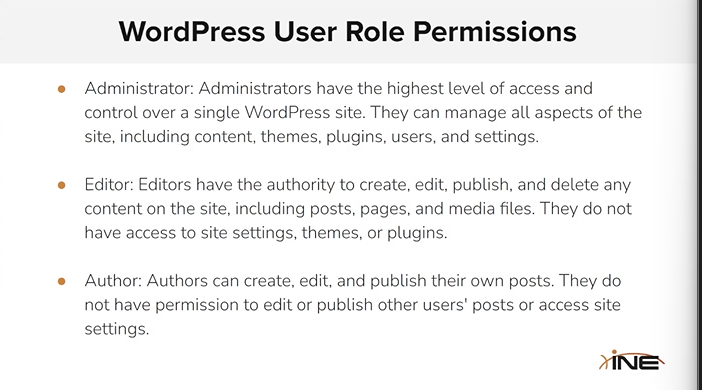 WordPress User Role Permissions
● Administrator: Administrators have the highest level of access and
control over a single WordPress site. They can manage all aspects of the
site, including content, themes, plugins, users, and settings.
● Editor: Editors have the authority to create, edit, publish, and delete any
content on the site, including posts, pages, and media files. They do not
have access to site settings, themes, or plugins.
● Author: Authors can create, edit, and publish their own posts. They do
not have permission to edit or publish other users' posts or access site
settings.
INE